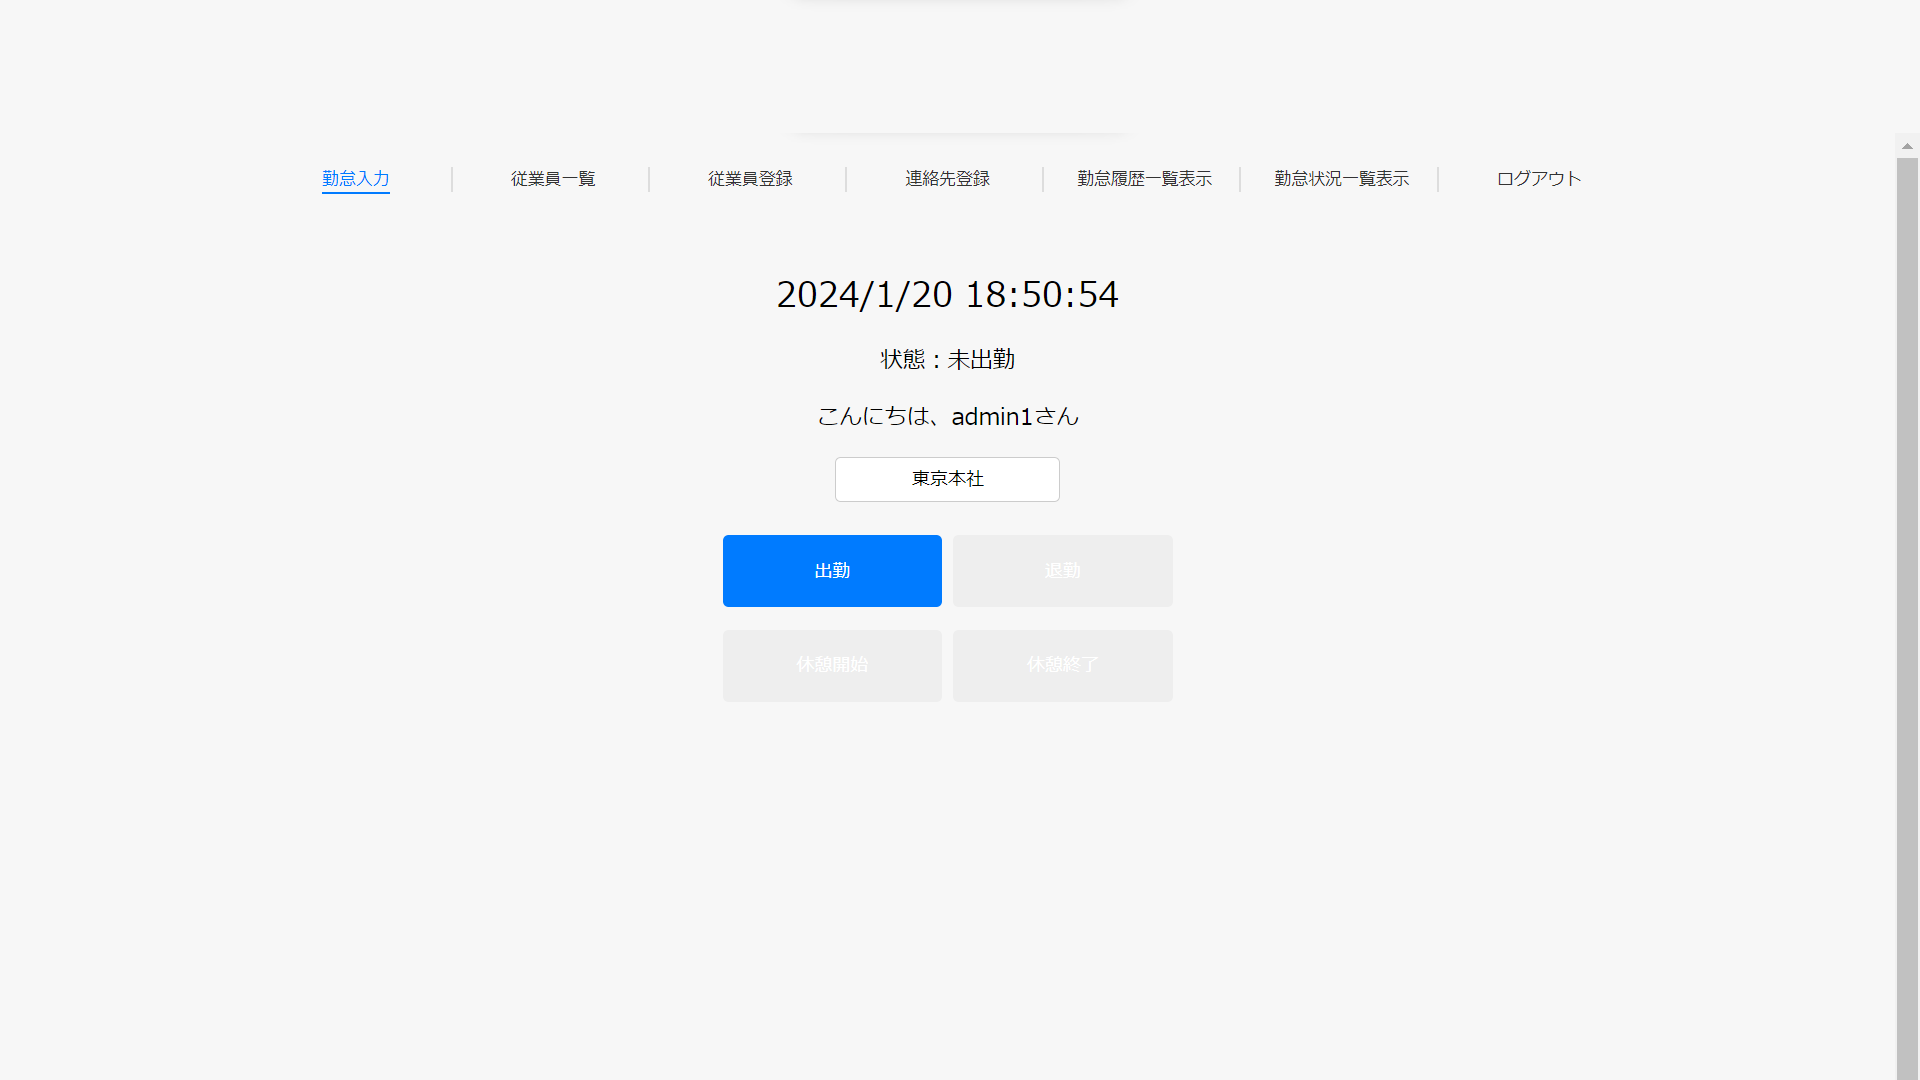 勤怠入力 従業員一覧 従業員登録 連絡先登録 勤怠履歴一覧表示 勤怠状況一覧表示 ログアウト
2024/1/20 18:50:54
状態：未出勤
こんにちは、admin1さん
東京本社
出勤 退勤
休憩開始 休憩終了